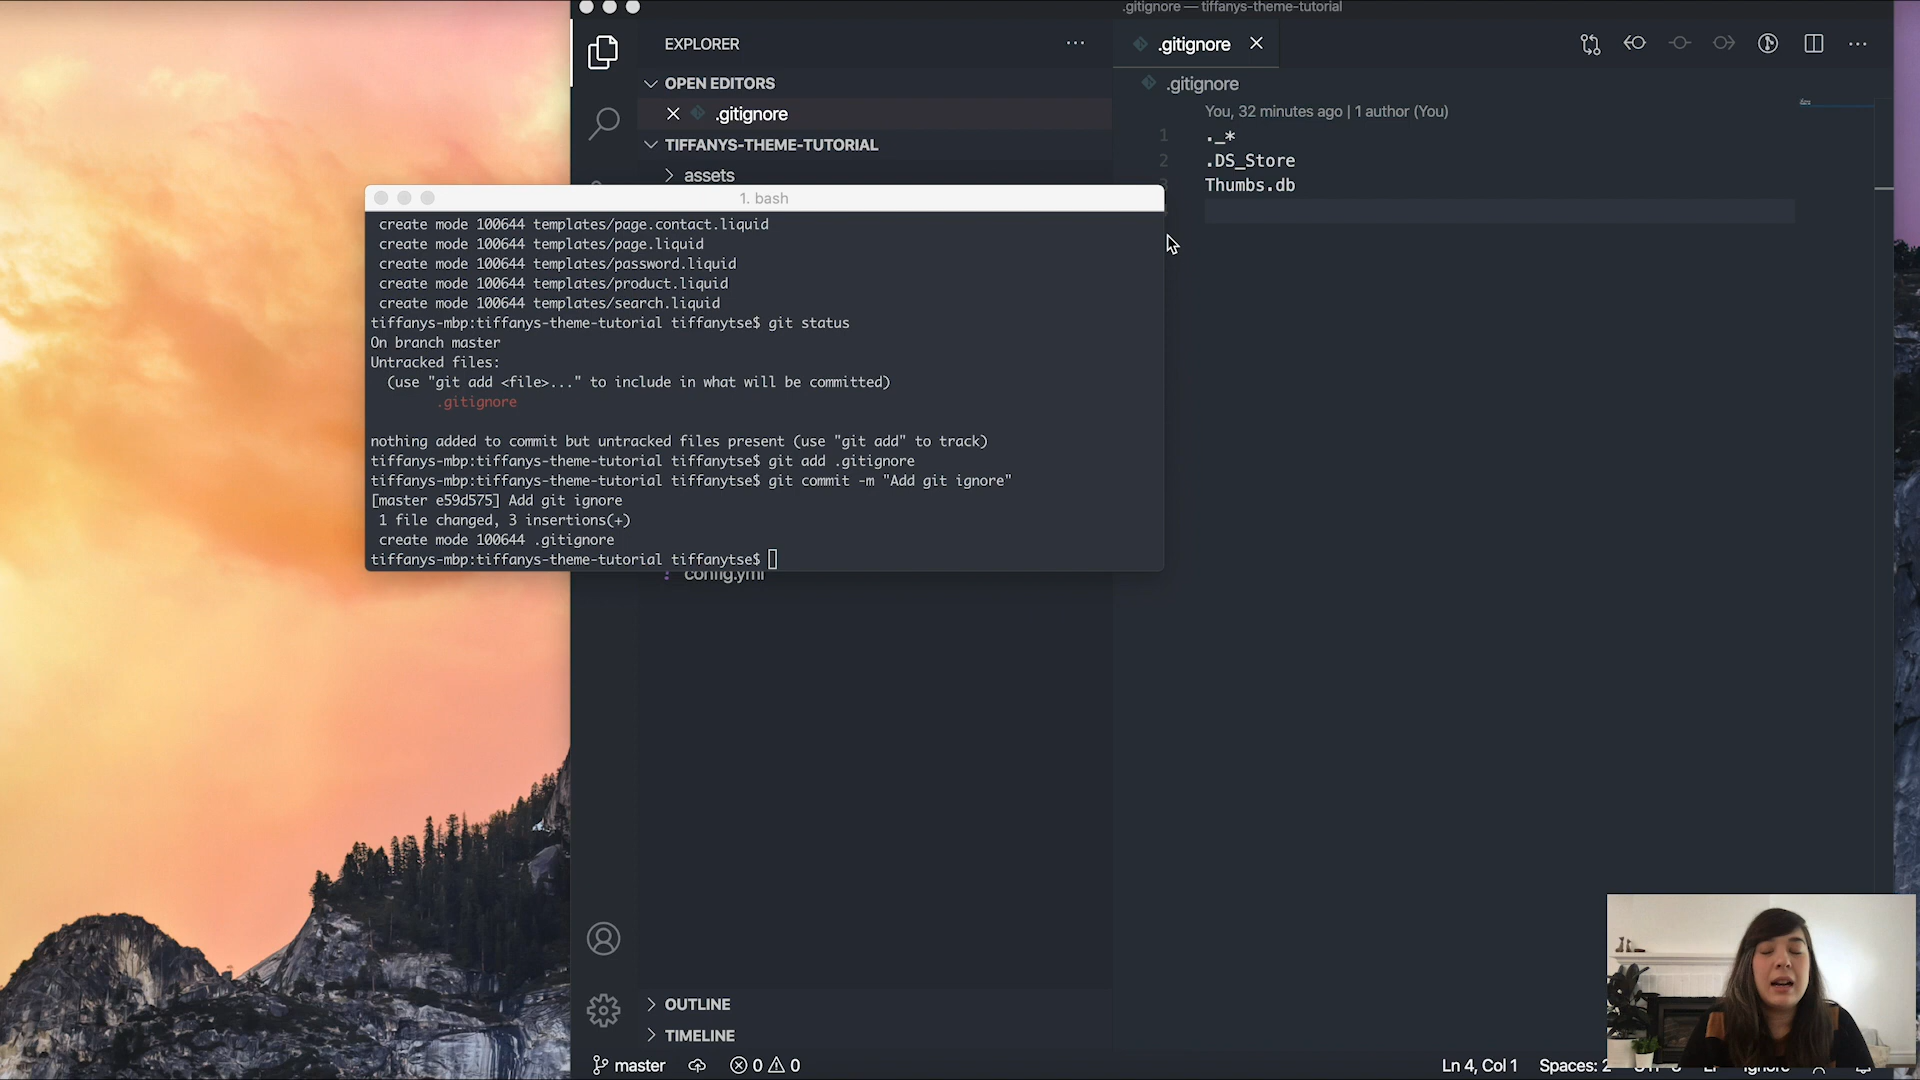 .gitignore — tiffanys-theme-tutorial
EXPLORER
OPEN EDITORS
.gitignore
TIFFANYS-THEME-TUTORIAL
assets
config.yml
OUTLINE
TIMELINE
.gitignore
.gitignore
You, 32 minutes ago | 1 author (You)
1 ._*
2 .DS_Store
3 Thumbs.db
1. bash
create mode 100644 templates/page.contact.liquid
create mode 100644 templates/page.liquid
create mode 100644 templates/password.liquid
create mode 100644 templates/product.liquid
create mode 100644 templates/search.liquid
tiffanys-mbp:tiffanys-theme-tutorial tiffanytse$ git status
On branch master
Untracked files:
(use "git add <file>..." to include in what will be committed)
.gitignore
nothing added to commit but untracked files present (use "git add" to track)
tiffanys-mbp:tiffanys-theme-tutorial tiffanytse$ git add .gitignore
tiffanys-mbp:tiffanys-theme-tutorial tiffanytse$ git commit -m "Add git ignore"
[master e59d575] Add git ignore
1 file changed, 3 insertions(+)
create mode 100644 .gitignore
tiffanys-mbp:tiffanys-theme-tutorial tiffanytse$
master 0 0 Ln 4, Col 1 Spaces: 2